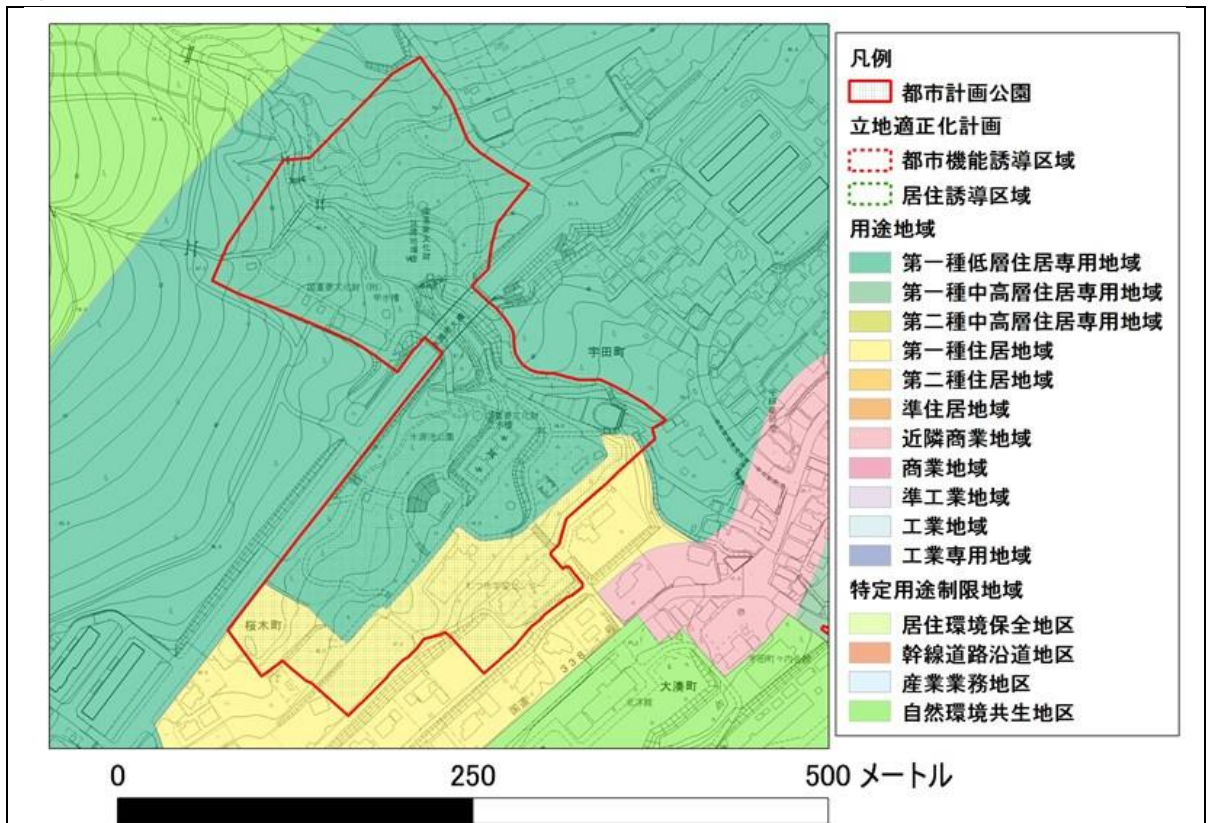 凡例
都市計画公園
立地適正化計画
都市機能誘導区域
居住誘導区域
用途地域
第一種低層住居専用地域
第一種中高層住居専用地域
第二種中高層住居専用地域
第一種住居地域
第二種住居地域
準住居地域
近隣商業地域
商業地域
準工業地域
工業地域
工業専用地域
特定用途制限地域
居住環境保全地区
幹線道路沿道地区
産業業務地区
自然環境共生地区
宇田町
水源池公園
桜木町
国道
338
大湊町
0
250
500 メートル